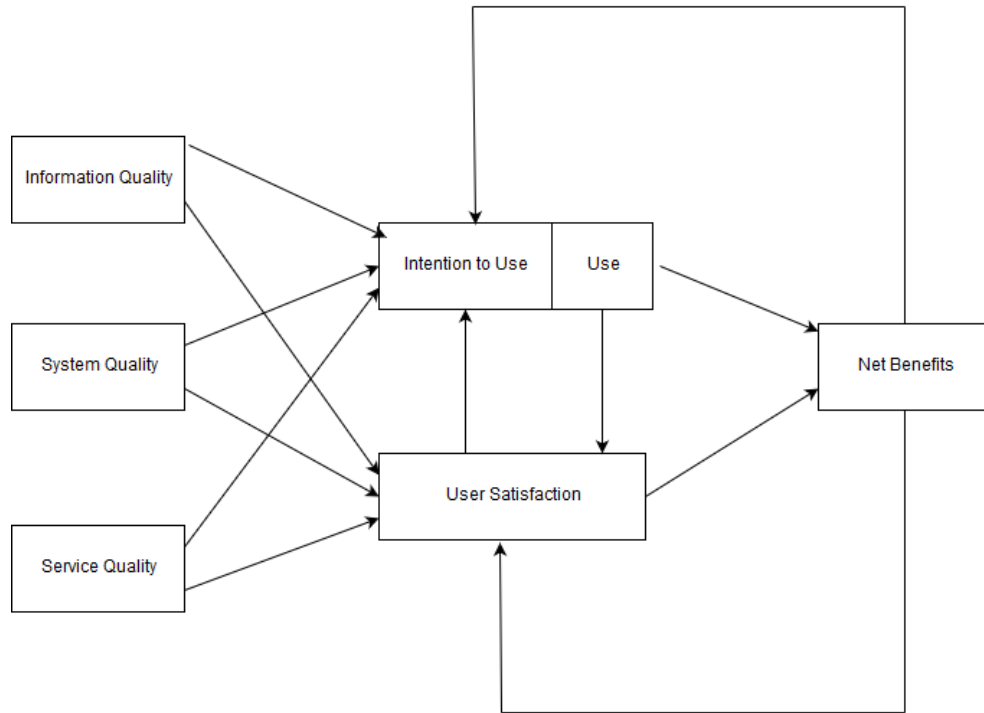 Information Quality
Intention to Use
Use
System Quality
Net Benefits
User Satisfaction
Service Quality